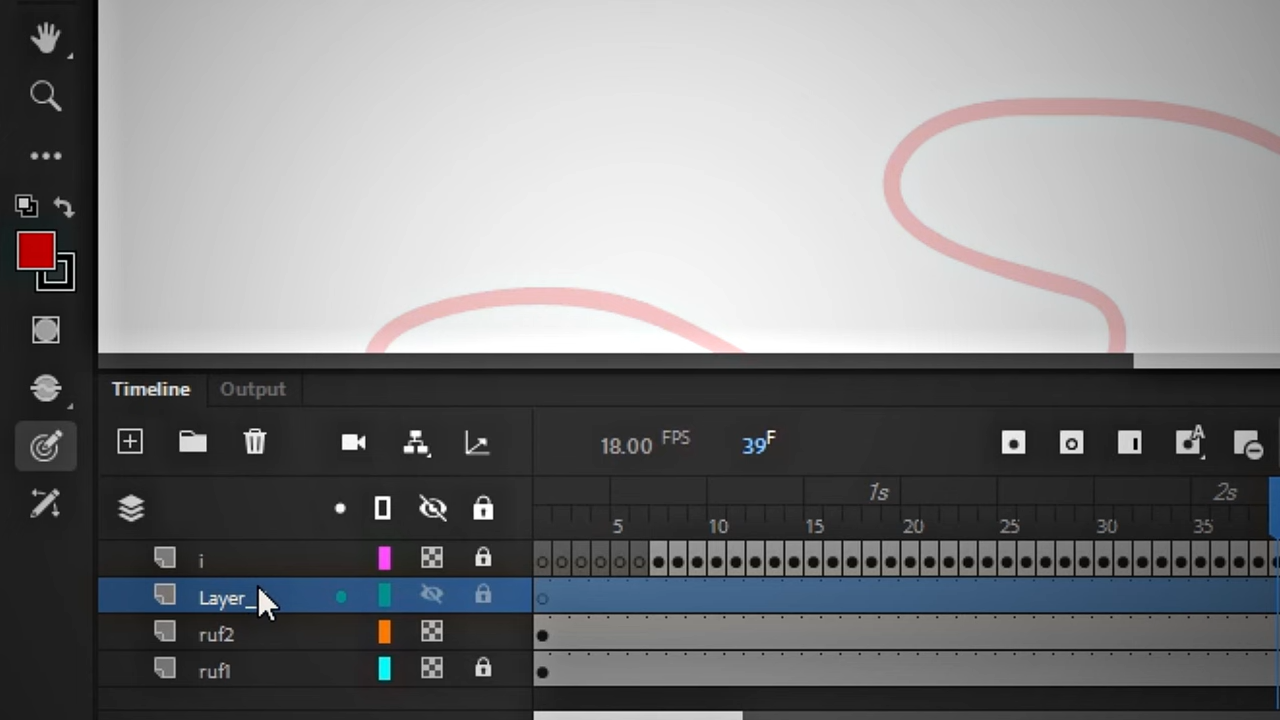 Timeline Output
18.00 FPS 39F
1s 2s
5 10 15 20 25 30 35
i
Layer_
ruf2
ruf1